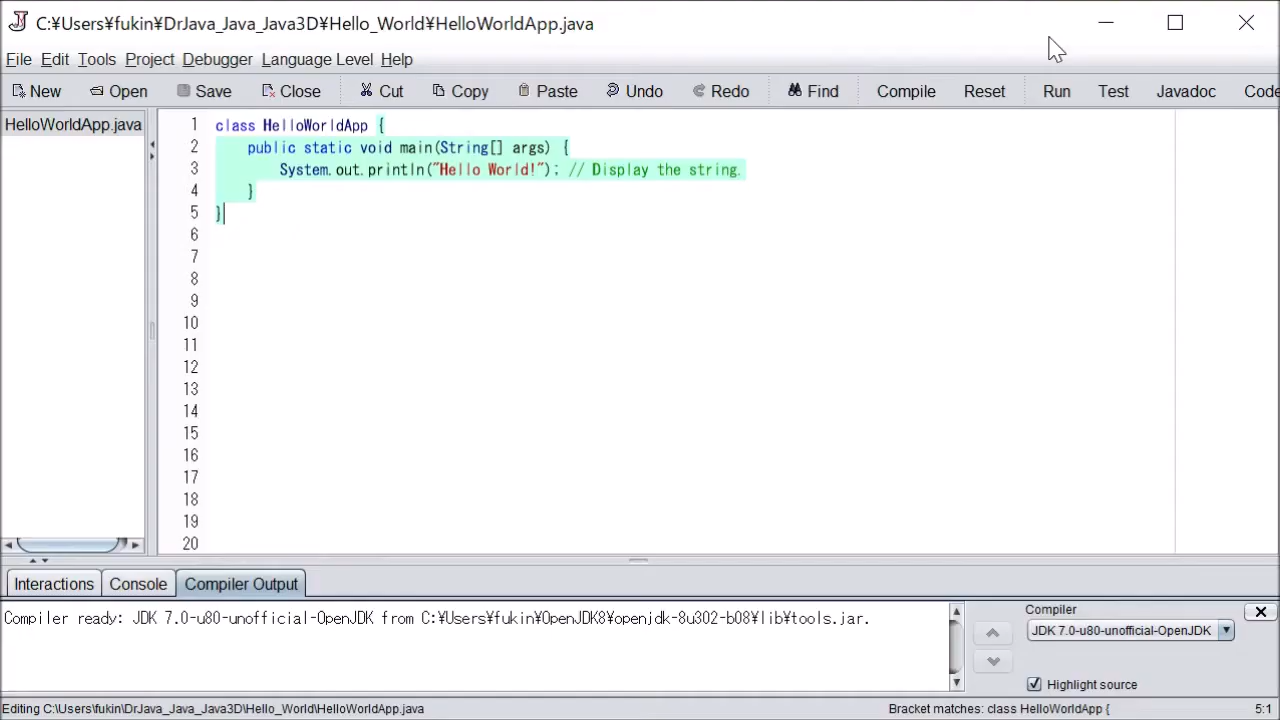 C:¥Users¥fukin¥DrJava_Java_Java3D¥Hello_World¥HelloWorldApp.java
File Edit Tools Project Debugger Language Level Help
New Open Save Close Cut Copy Paste Undo Redo Find Compile Reset Run Test Javadoc Code
HelloWorldApp.java
1 class HelloWorldApp {
2 public static void main(String[] args) {
3 System.out.println("Hello World!"); // Display the string.
4 }
5 }
6
7
8
9
10
11
12
13
14
15
16
17
18
19
20
Interactions Console Compiler Output
Compiler ready: JDK 7.0-u80-unofficial-OpenJDK from C:¥Users¥fukin¥OpenJDK8¥openjdk-8u302-b08¥lib¥tools.jar.
Compiler
JDK 7.0-u80-unofficial-OpenJDK
Highlight source
Editing C:\Users\fukin\DrJava_Java_Java3D\Hello_World\HelloWorldApp.java Bracket matches: class HelloWorldApp { 5:1